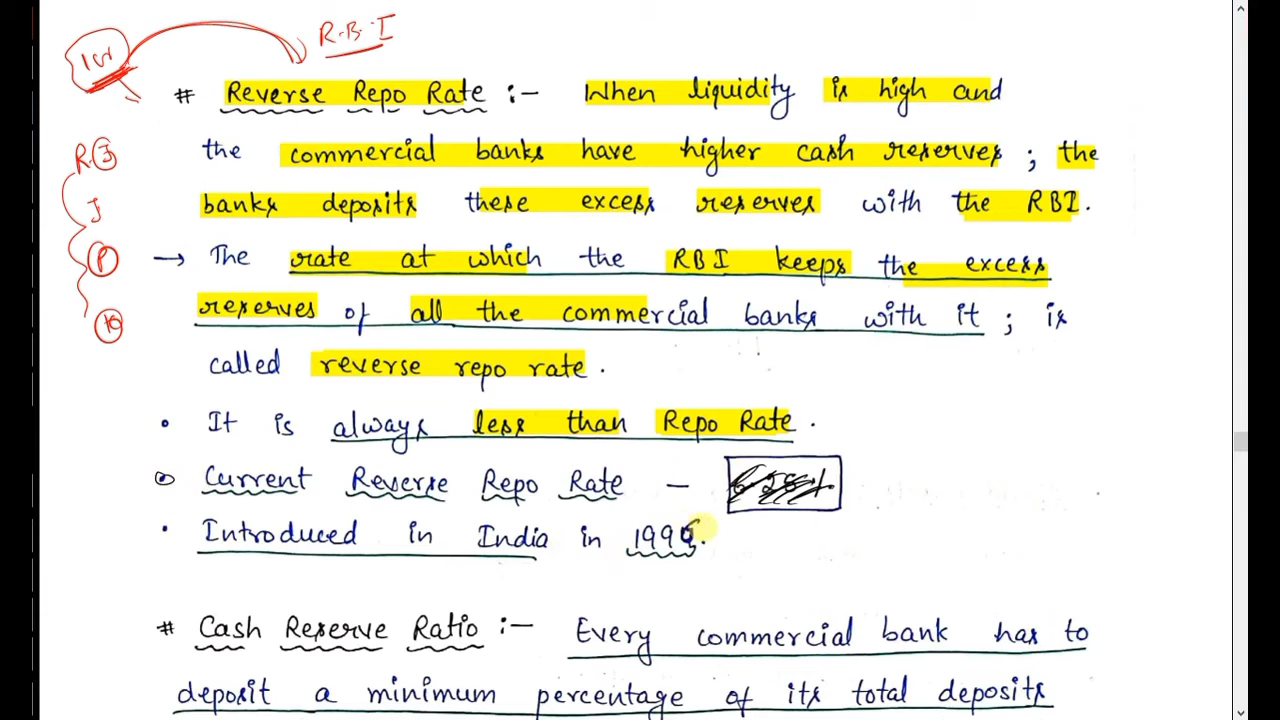 R.B.I
# Reverse Repo Rate :- When liquidity is high and
the commercial banks have higher cash reserves ; the
banks deposits these excess reserves with the RBI.
→ The rate at which the RBI keeps the excess
reserves of all the commercial banks with it ; is
called reverse repo rate .
• It is always less than Repo Rate .
Current Reverse Repo Rate –
• Introduced in India in 1996.
# Cash Reserve Ratio :- Every commercial bank has to
deposit a minimum percentage of its total deposits